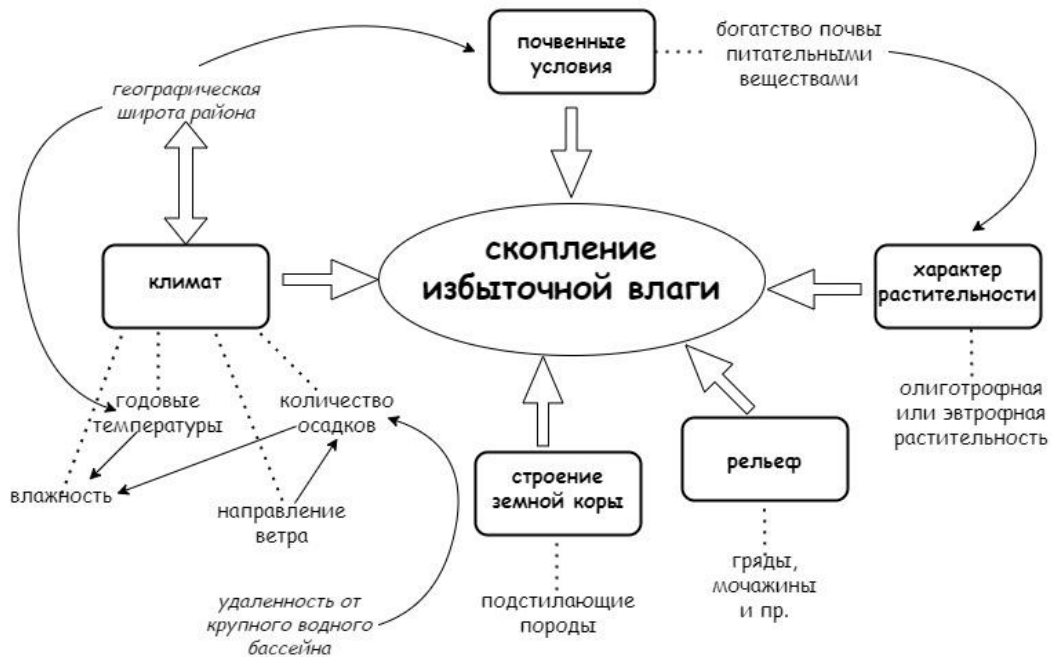 почвенные
условия
богатство почвы
питательными
веществами
географическая
широта района
климат
скопление
избыточной влаги
характер
растительности
годовые
температуры
количество
осадков
влажность
направление
ветра
строение
земной коры
рельеф
олиготрофная
или эвтрофная
растительность
удаленность от
крупного водного
бассейна
подстилающие
породы
гряды,
мочажины
и пр.